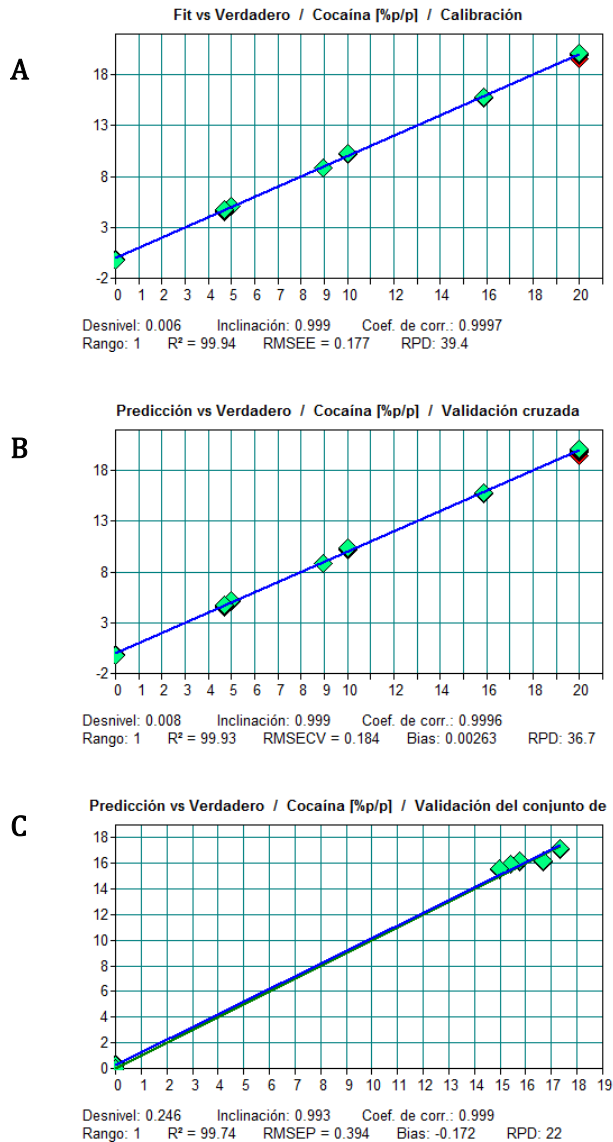 Fit vs Verdadero / Cocaína [%p/p] / Calibración
A
18
13
8
3
-2
0 1 2 3 4 5 6 7 8 9 10 11 12 13 14 16 17 18 20
Desnivel: 0.006 Inclinación: 0.999 Coef. de corr.: 0.9997
Rango: 1 R² = 99.94 RMSEE = 0.177 RPD: 39.4
Predicción vs Verdadero / Cocaína [%p/p] / Validación cruzada
B
18
13
8
3
-2
0 1 2 3 4 5 6 7 8 9 10 11 12 13 14 16 17 18 20
Desnivel: 0.008 Inclinación: 0.999 Coef. de corr.: 0.9996
Rango: 1 R² = 99.93 RMSECV = 0.184 Bias: 0.00263 RPD: 36.7
Predicción vs Verdadero / Cocaína [%p/p] / Validación del conjunto de
C
18
16
14
12
10
8
6
4
2
0
0 1 2 3 4 5 6 7 8 9 10 11 12 13 14 15 16 17 18 19
Desnivel: 0.246 Inclinación: 0.993 Coef. de corr.: 0.999
Rango: 1 R² = 99.74 RMSEP = 0.394 Bias: -0.172 RPD: 22